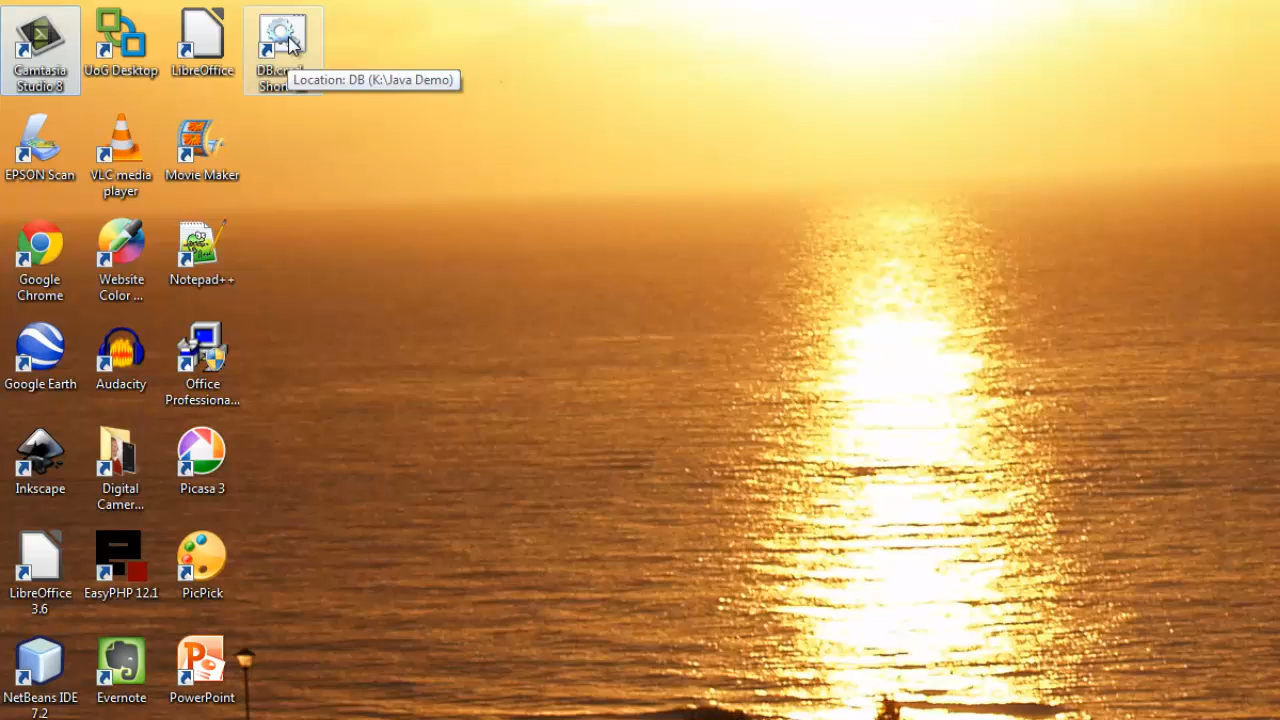 Camtasia
Studio 8
UoG Desktop
LibreOffice
Location: DB (K:\Java Demo)
EPSON Scan
VLC media
player
Movie Maker
Google
Chrome
Website
Color ...
Notepad++
Google Earth
Audacity
Office
Professiona...
Inkscape
Digital
Camer...
Picasa 3
LibreOffice
3.6
EasyPHP 12.1
PicPick
NetBeans IDE
7.2
Evernote
PowerPoint